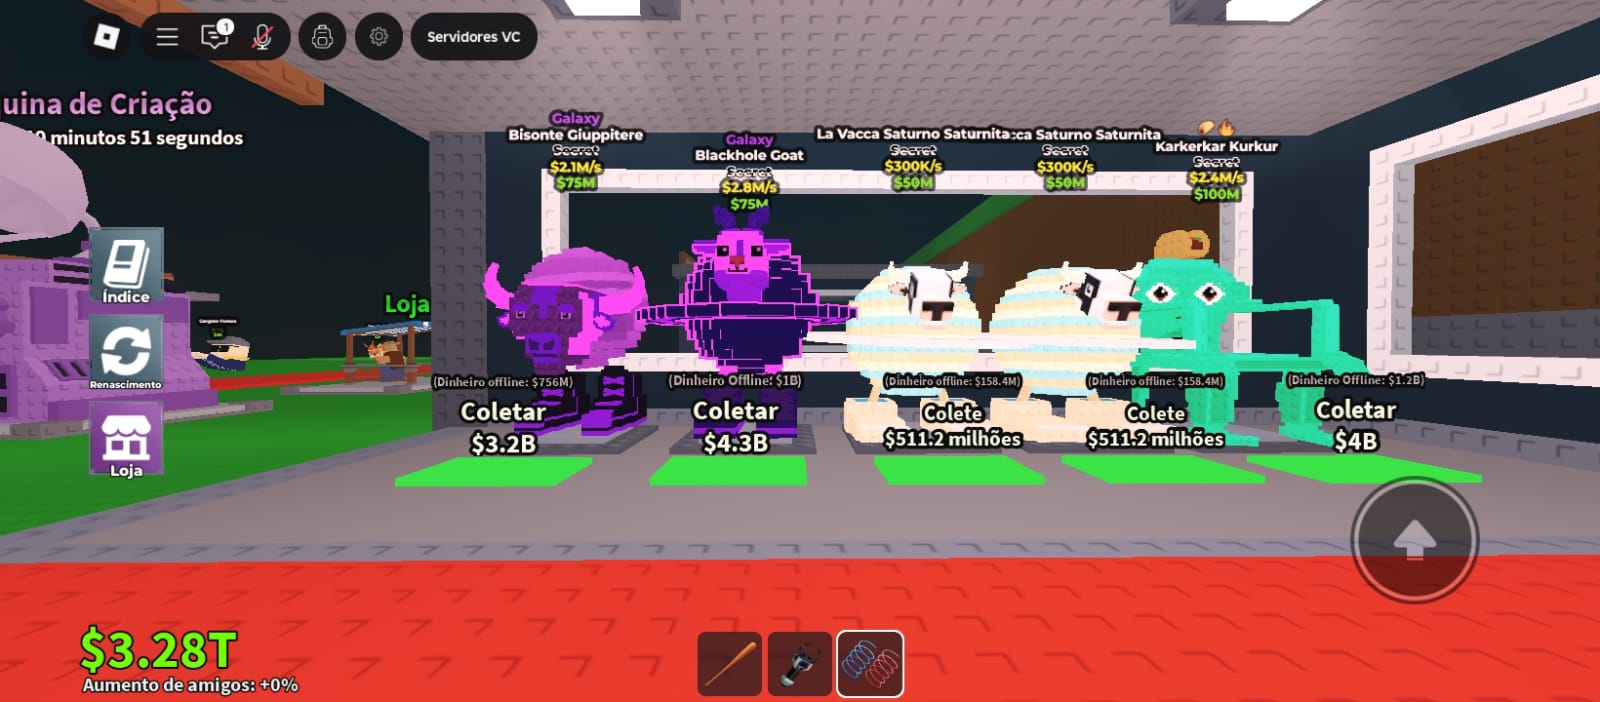 1
Servidores VC
uina de Criação
minutos 51 segundos
Galaxy
Bisonte Giuppitere
Secret
$2.1M/s
$75M
Galaxy
Blackhole Goat
Secret
$2.8M/s
$75M
La Vacca Saturno Saturnita
Secret
$300K/s
$50M
ca Saturno Saturnita
Secret
$300K/s
$50M
Karkerkar Kurkur
Secret
$2.4M/s
$100M
Índice
Renascimento
Loja
Loja
(Dinheiro offline: $756M)
Coletar
$3.2B
(Dinheiro Offline: $1B)
Coletar
$4.3B
(Dinheiro offline: $158.4M)
Colete
$511.2 milhões
(Dinheiro offline: $158.4M)
Colete
$511.2 milhões
(Dinheiro Offline: $1.2B)
Coletar
$4B
$3.28T
Aumento de amigos: +0%